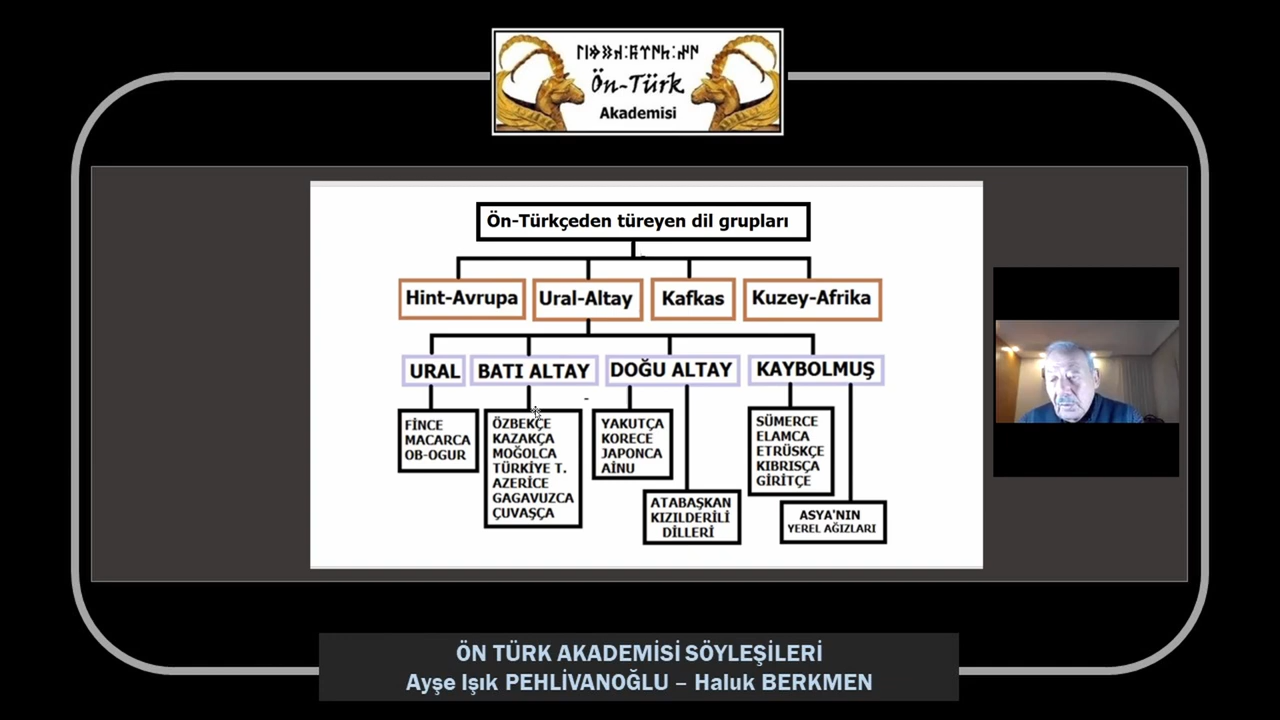 Ön-Türk
Akademisi
Ön-Türkçeden türeyen dil grupları
Hint-Avrupa
Ural-Altay
Kafkas
Kuzey-Afrika
URAL
BATI ALTAY
DOĞU ALTAY
KAYBOLMUŞ
FİNCE
MACARCA
OB-OGUR
ÖZBEKÇE
KAZAKÇA
MOĞOLCA
TÜRKİYE T.
AZERİCE
GAGAVUZCA
ÇUVAŞÇA
YAKUTÇA
KORECE
JAPONCA
AİNU
ATABAŞKAN
KIZILDERİLİ
DİLLERİ
SÜMERCE
ELAMCA
ETRÜSKÇE
KIBRISÇA
GİRİTÇE
ASYA'NIN
YEREL AĞIZLARI
ÖN TÜRK AKADEMİSİ SÖYLEŞİLERİ
Ayşe Işık PEHLİVANOĞLU – Haluk BERKMEN